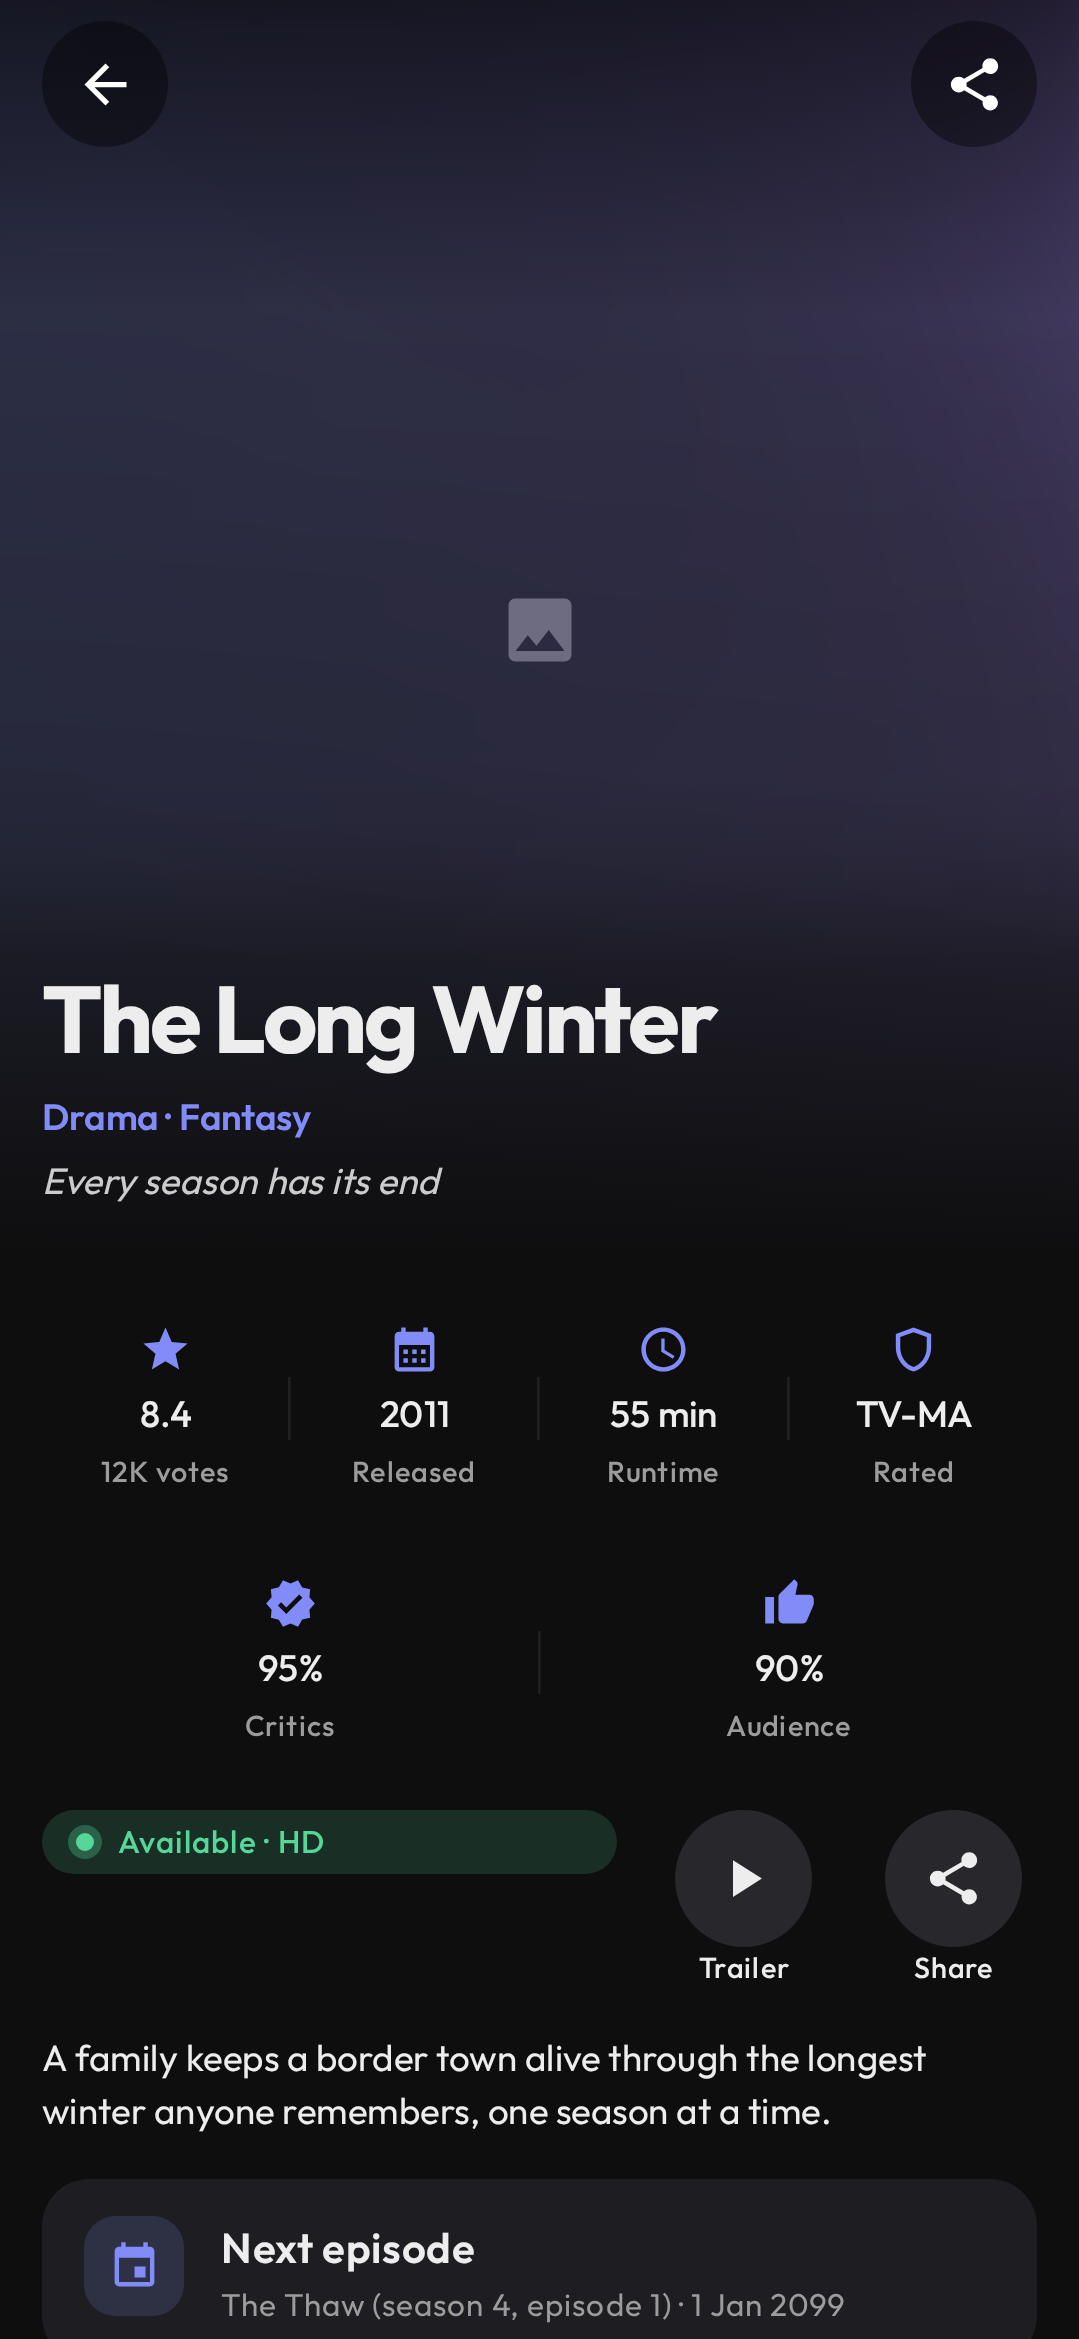 The Long Winter
Drama · Fantasy
Every season has its end
8.4
12K votes
2011
Released
55 min
Runtime
TV-MA
Rated
95%
Critics
90%
Audience
Available · HD
Trailer
Share
A family keeps a border town alive through the longest
winter anyone remembers, one season at a time.
Next episode
The Thaw (season 4, episode 1) · 1 Jan 2099